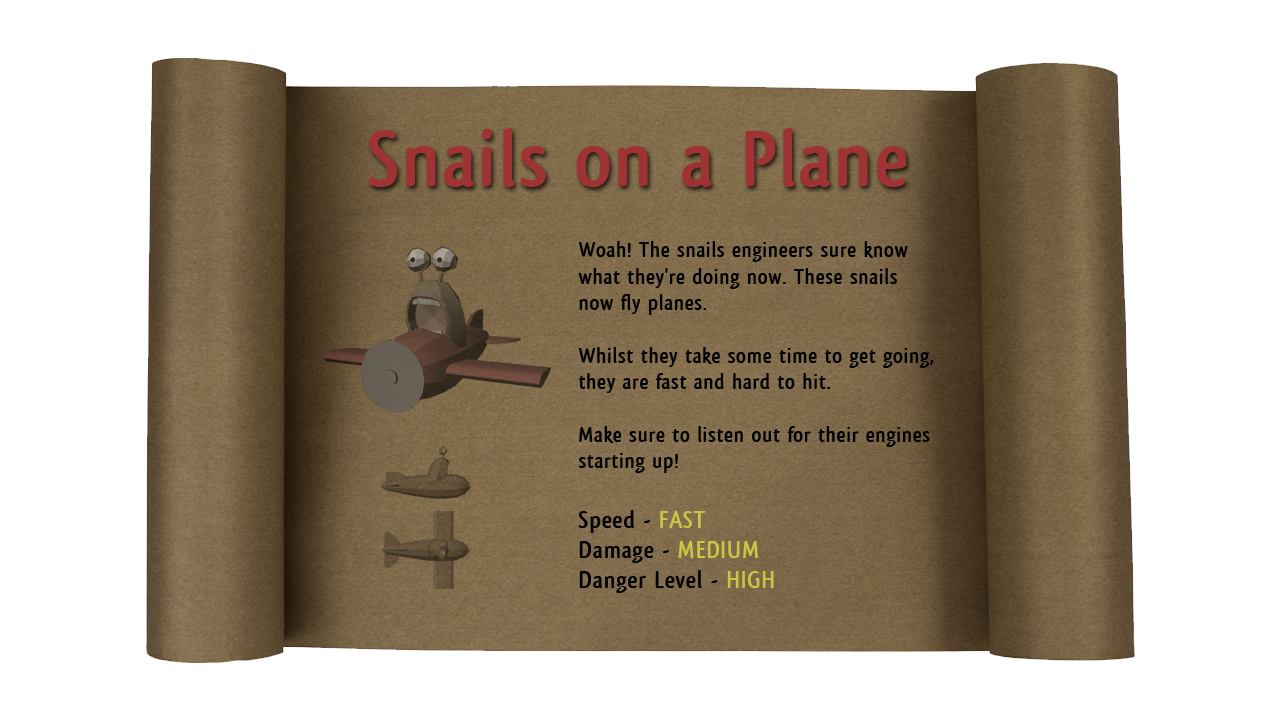 Snails on a Plane
Woah! The snails engineers sure know
what they're doing now. These snails
now fly planes.
Whilst they take some time to get going,
they are fast and hard to hit.
Make sure to listen out for their engines
starting up!
Speed - FAST
Damage - MEDIUM
Danger Level - HIGH